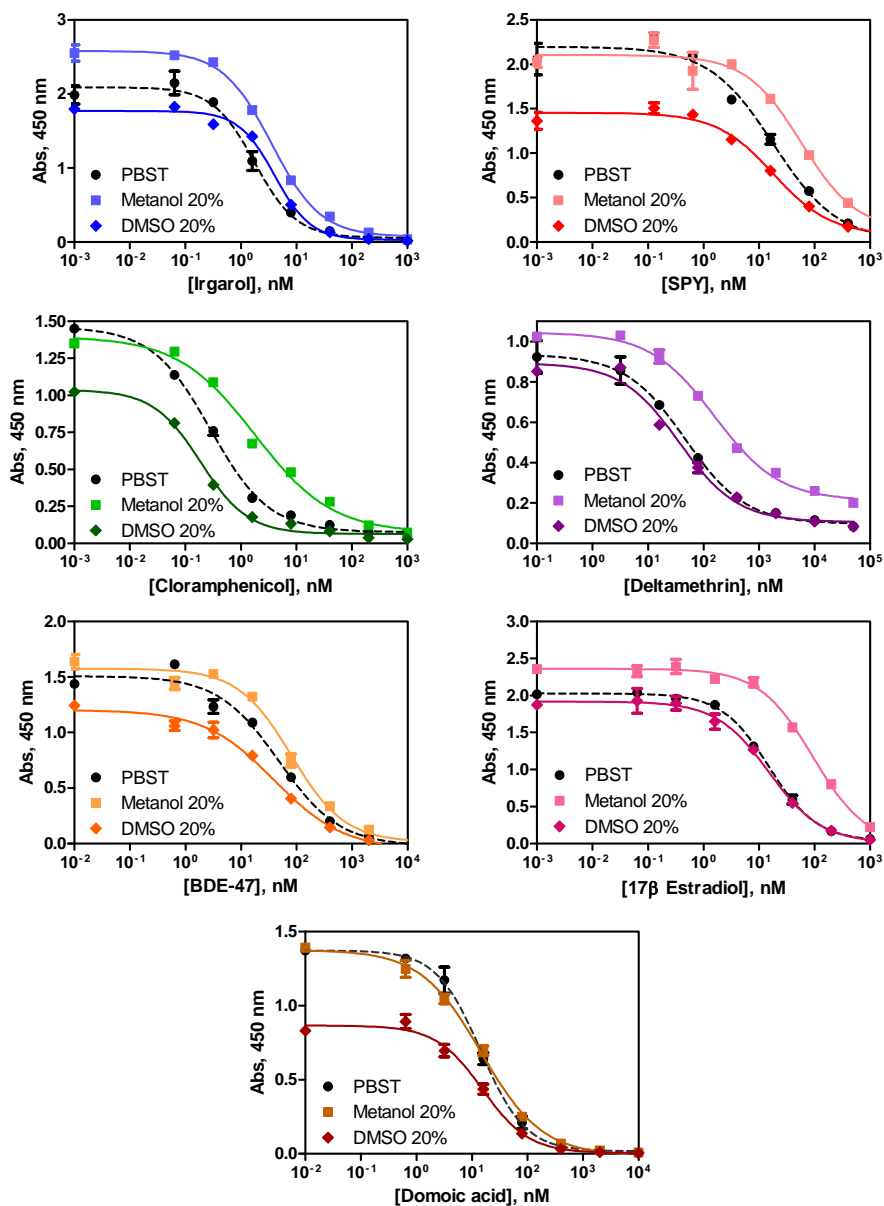 Abs, 450 nm
3
2
1
0
PBST
Metanol 20%
DMSO 20%
10⁻³ 10⁻² 10⁻¹ 10⁰ 10¹ 10² 10³
[Irgarol], nM
Abs, 450 nm
2.5
2.0
1.5
1.0
0.5
0.0
PBST
Metanol 20%
DMSO 20%
10⁻³ 10⁻² 10⁻¹ 10⁰ 10¹ 10² 10³
[SPY], nM
Abs, 450 nm
1.50
1.25
1.00
0.75
0.50
0.25
0.00
PBST
Metanol 20%
DMSO 20%
10⁻³ 10⁻² 10⁻¹ 10⁰ 10¹ 10² 10³
[Cloramphenicol], nM
Abs, 450 nm
1.0
0.8
0.6
0.4
0.2
0.0
PBST
Metanol 20%
DMSO 20%
10⁻¹ 10⁰ 10¹ 10² 10³ 10⁴ 10⁵
[Deltamethrin], nM
Abs, 450 nm
2.0
1.5
1.0
0.5
0.0
PBST
Metanol 20%
DMSO 20%
10⁻² 10⁻¹ 10⁰ 10¹ 10² 10³ 10⁴
[BDE-47], nM
Abs, 450 nm
3.0
2.5
2.0
1.5
1.0
0.5
0.0
PBST
Metanol 20%
DMSO 20%
10⁻³ 10⁻² 10⁻¹ 10⁰ 10¹ 10² 10³
[17β Estradiol], nM
Abs, 450 nm
1.5
1.0
0.5
0.0
PBST
Metanol 20%
DMSO 20%
10⁻² 10⁻¹ 10⁰ 10¹ 10² 10³ 10⁴
[Domoic acid], nM